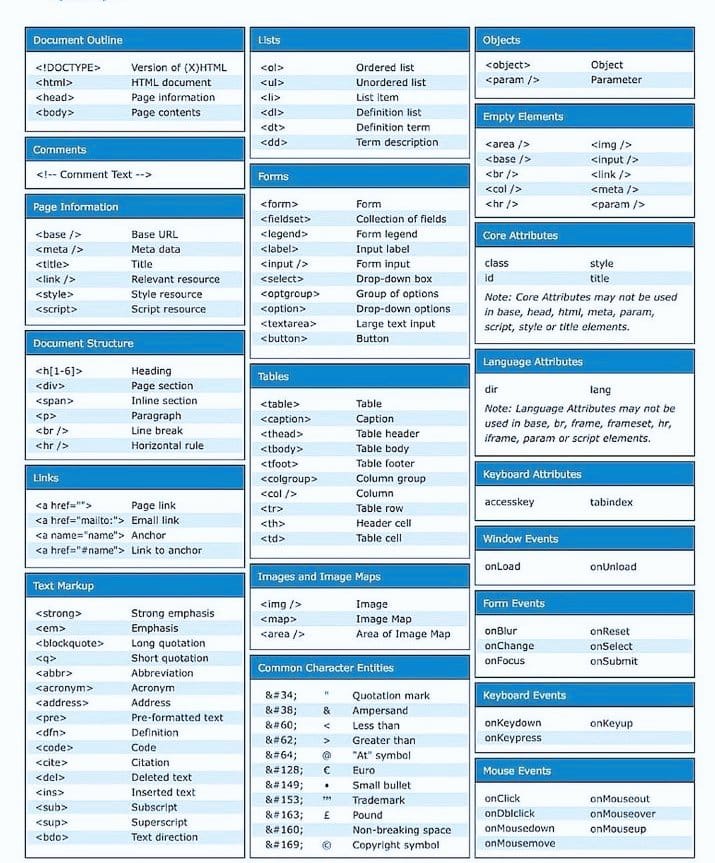 Document Outline
<!DOCTYPE> Version of (X)HTML
<html> HTML document
<head> Page information
<body> Page contents
Comments
<!-- Comment Text -->
Page Information
<base /> Base URL
<meta /> Meta data
<title> Title
<link /> Relevant resource
<style> Style resource
<script> Script resource
Document Structure
<h[1-6]> Heading
<div> Page section
<span> Inline section
<p> Paragraph
<br /> Line break
<hr /> Horizontal rule
Links
<a href=""> Page link
<a href="mailto:"> Email link
<a name="name"> Anchor
<a href="#name"> Link to anchor
Text Markup
<strong> Strong emphasis
<em> Emphasis
<blockquote> Long quotation
<q> Short quotation
<abbr> Abbreviation
<acronym> Acronym
<address> Address
<pre> Pre-formatted text
<dfn> Definition
<code> Code
<cite> Citation
<del> Deleted text
<ins> Inserted text
<sub> Subscript
<sup> Superscript
<bdo> Text direction
Lists
<ol> Ordered list
<ul> Unordered list
<li> List item
<dl> Definition list
<dt> Definition term
<dd> Term description
Forms
<form> Form
<fieldset> Collection of fields
<legend> Form legend
<label> Input label
<input /> Form input
<select> Drop-down box
<optgroup> Group of options
<option> Drop-down options
<textarea> Large text input
<button> Button
Tables
<table> Table
<caption> Caption
<thead> Table header
<tbody> Table body
<tfoot> Table footer
<colgroup> Column group
<col /> Column
<tr> Table row
<th> Header cell
<td> Table cell
Images and Image Maps
<img /> Image
<map> Image Map
<area /> Area of Image Map
Common Character Entities
&#34; " Quotation mark
&#38; & Ampersand
&#60; < Less than
&#62; > Greater than
&#64; @ "At" symbol
&#128; € Euro
&#149; • Small bullet
&#153; ™ Trademark
&#163; £ Pound
&#160; Non-breaking space
&#169; © Copyright symbol
Objects
<object> Object
<param /> Parameter
Empty Elements
<area /> <img />
<base /> <input />
<br /> <link />
<col /> <meta />
<hr /> <param />
Core Attributes
class style
id title
Note: Core Attributes may not be used
in base, head, html, meta, param,
script, style or title elements.
Language Attributes
dir lang
Note: Language Attributes may not be
used in base, br, frame, frameset, hr,
iframe, param or script elements.
Keyboard Attributes
accesskey tabindex
Window Events
onLoad onUnload
Form Events
onBlur onReset
onChange onSelect
onFocus onSubmit
Keyboard Events
onKeydown onKeyup
onKeypress
Mouse Events
onClick onMouseout
onDblclick onMouseover
onMousedown onMouseup
onMousemove